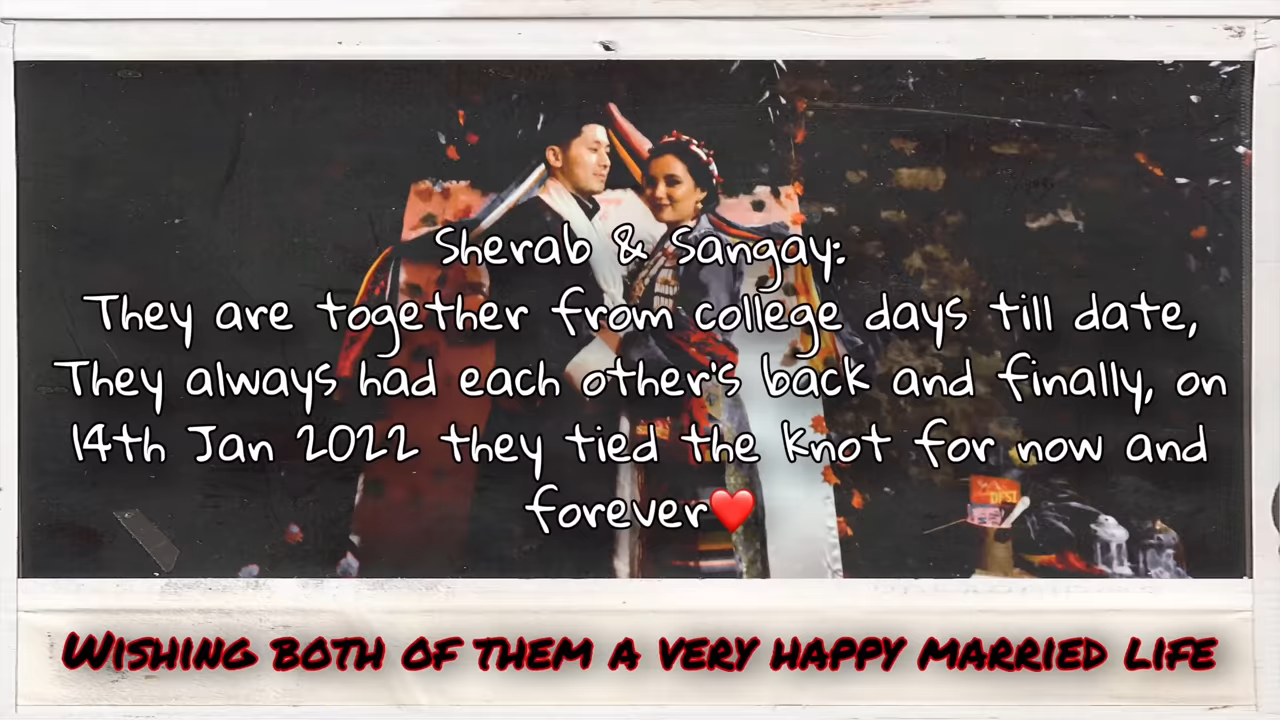 Sherab & Sangay:
They are together from college days till date,
They always had each other's back and finally, on
14th Jan 2022 they tied the knot for now and
forever❤️
DESI
WISHING BOTH OF THEM A VERY HAPPY MARRIED LIFE